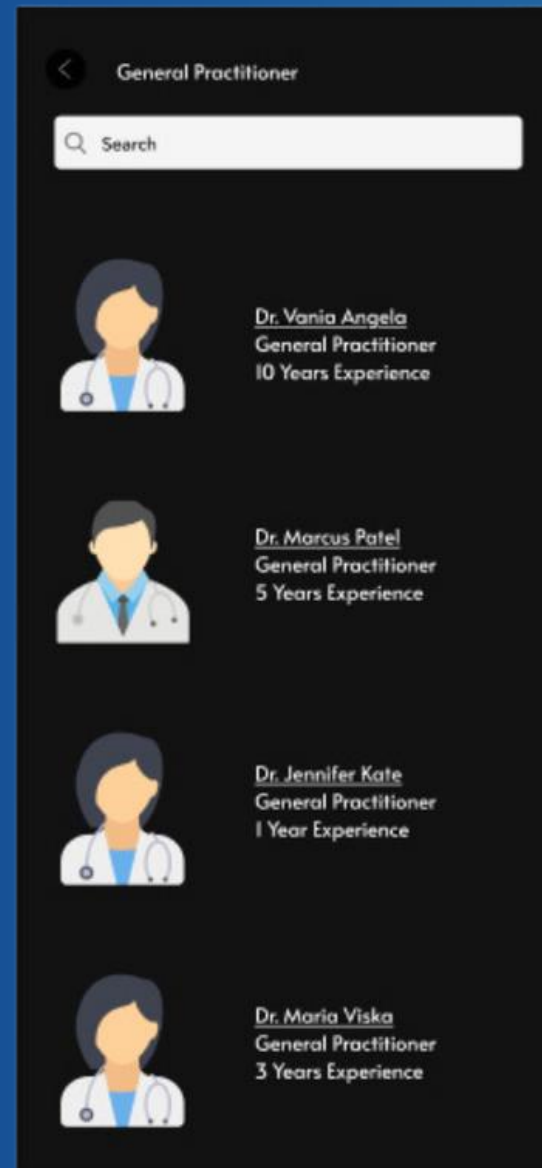 General Practitioner
Search
Dr. Vania Angela
General Practitioner
10 Years Experience
Dr. Marcus Patel
General Practitioner
5 Years Experience
Dr. Jennifer Kate
General Practitioner
1 Year Experience
Dr. Maria Viska
General Practitioner
3 Years Experience